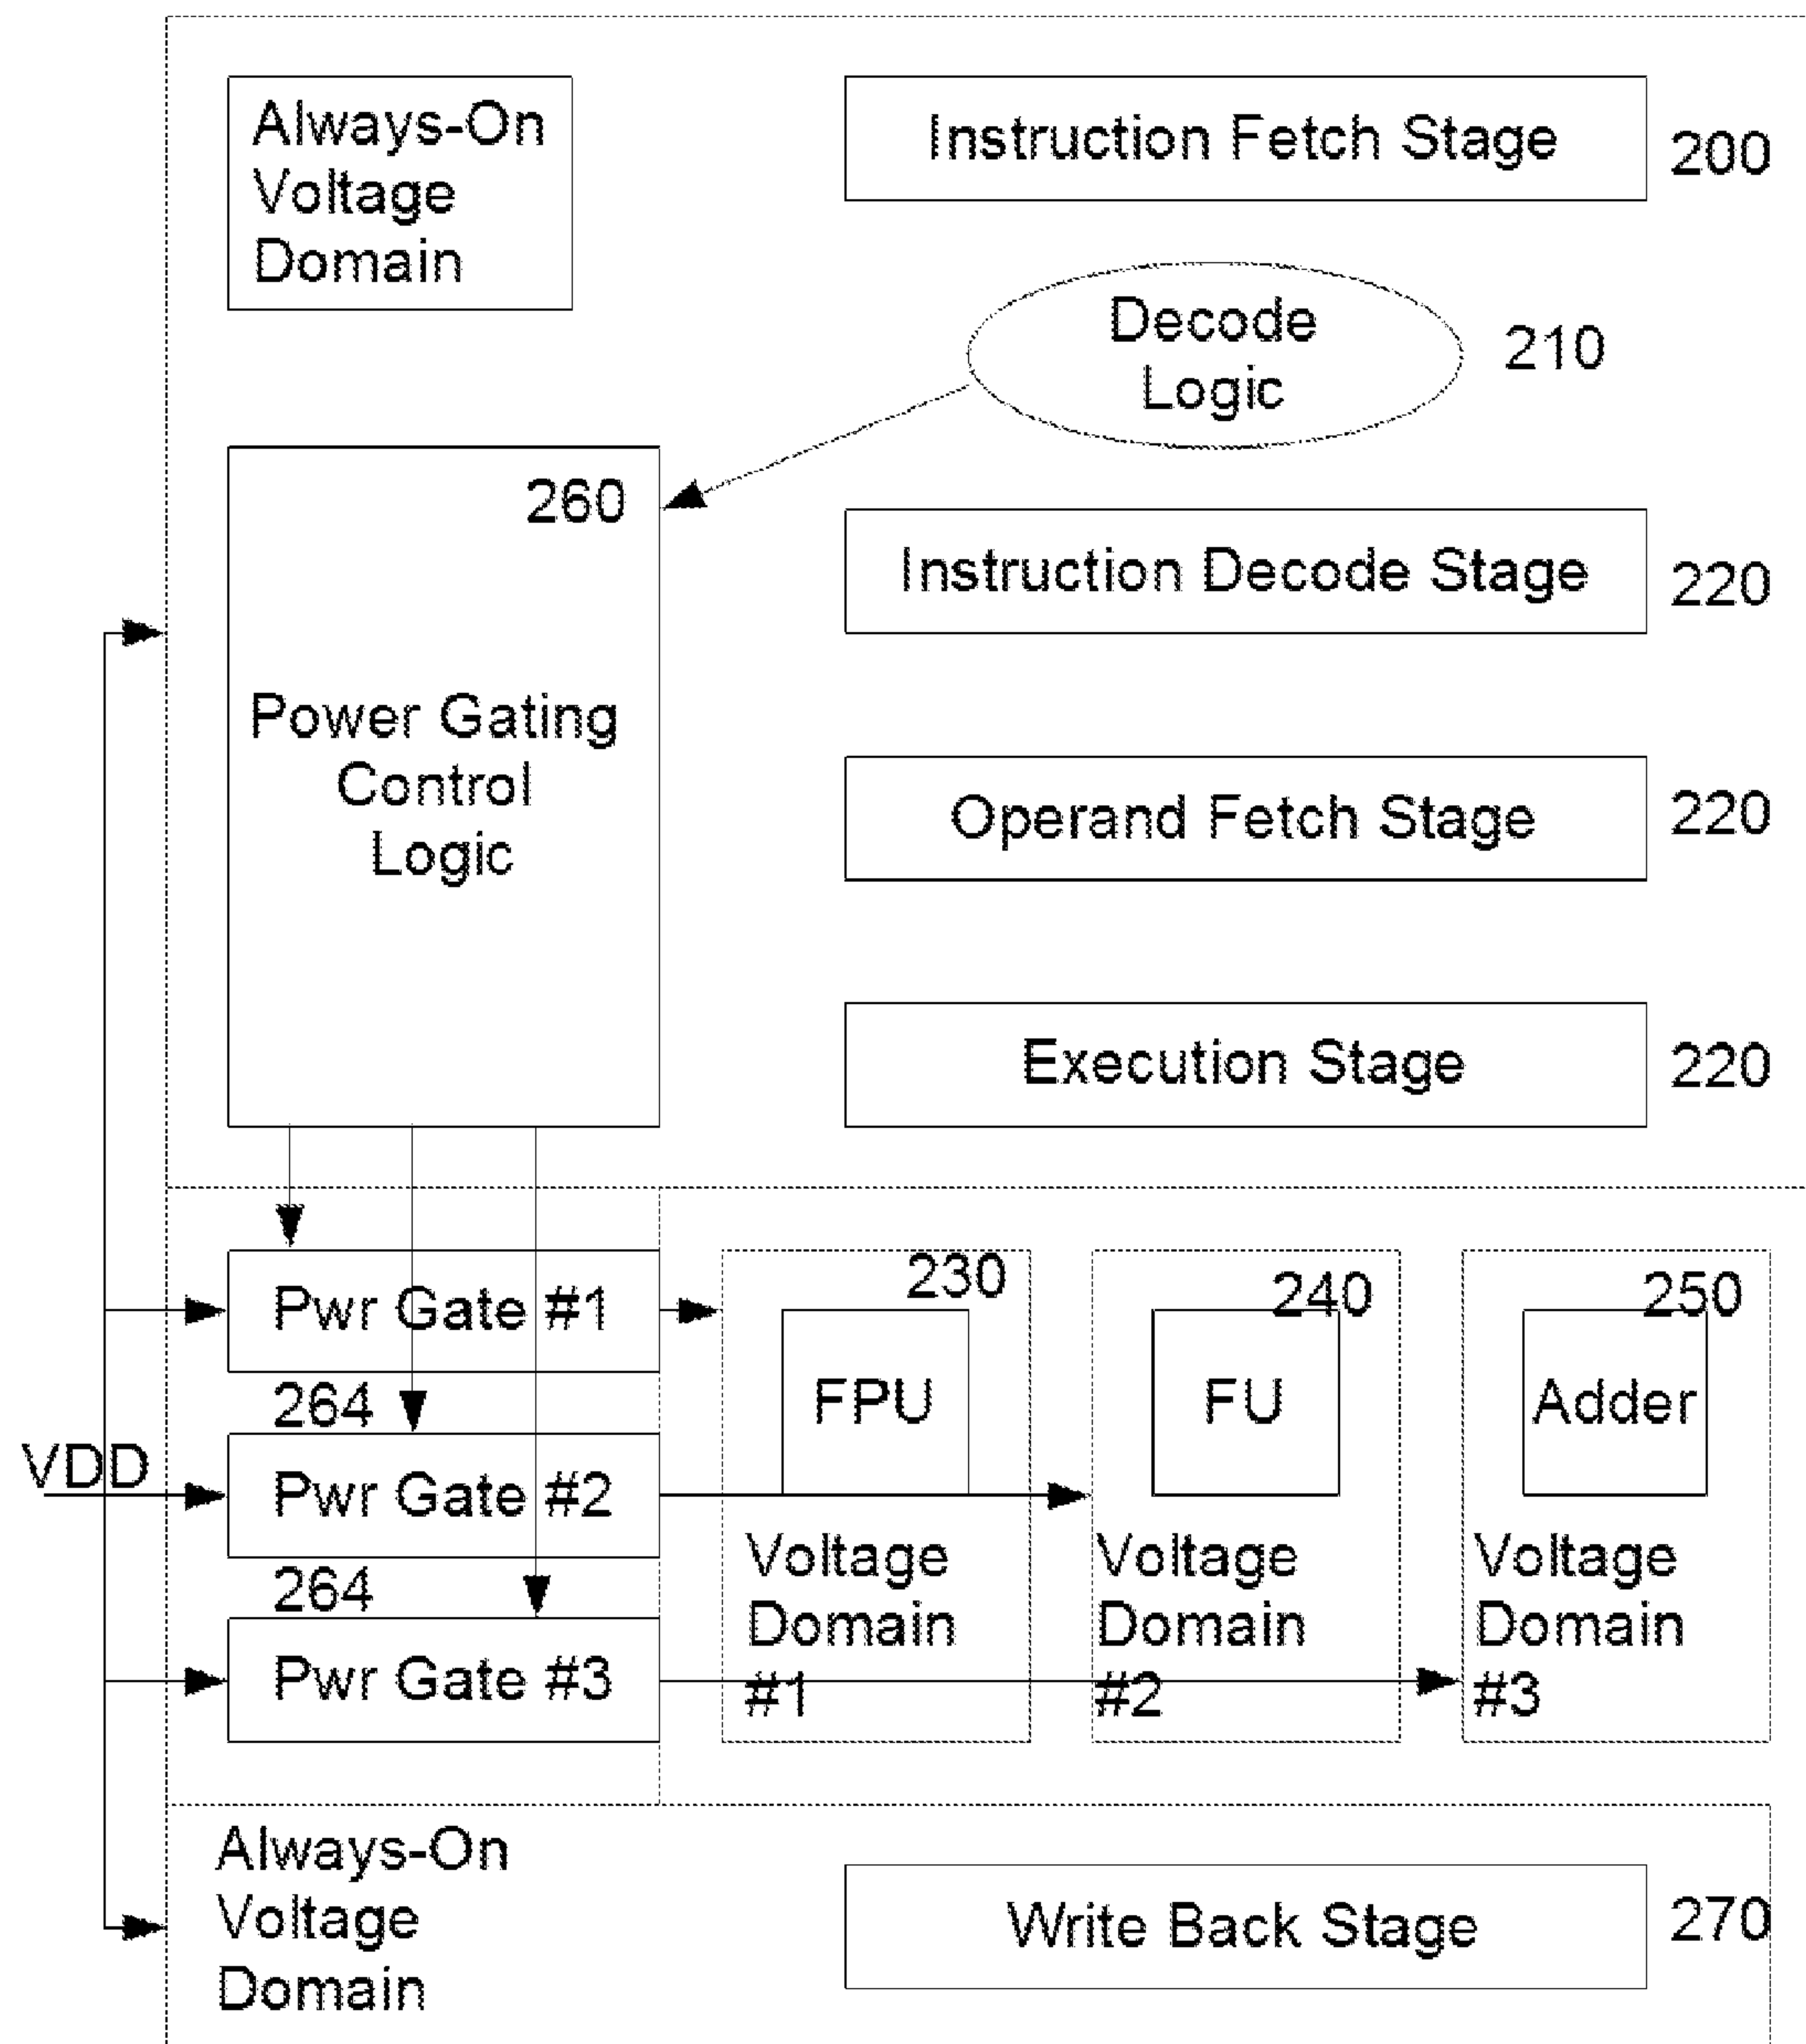 Always-On
Voltage
Domain
Instruction Fetch Stage
200
Decode
Logic
210
260
Power Gating
Control
Logic
Instruction Decode Stage
220
Operand Fetch Stage
220
Execution Stage
220
VDD
Pwr Gate #1
264
Pwr Gate #2
264
Pwr Gate #3
230
FPU
Voltage
Domain
#1
240
FU
Voltage
Domain
#2
250
Adder
Voltage
Domain
#3
Always-On
Voltage
Domain
Write Back Stage
270